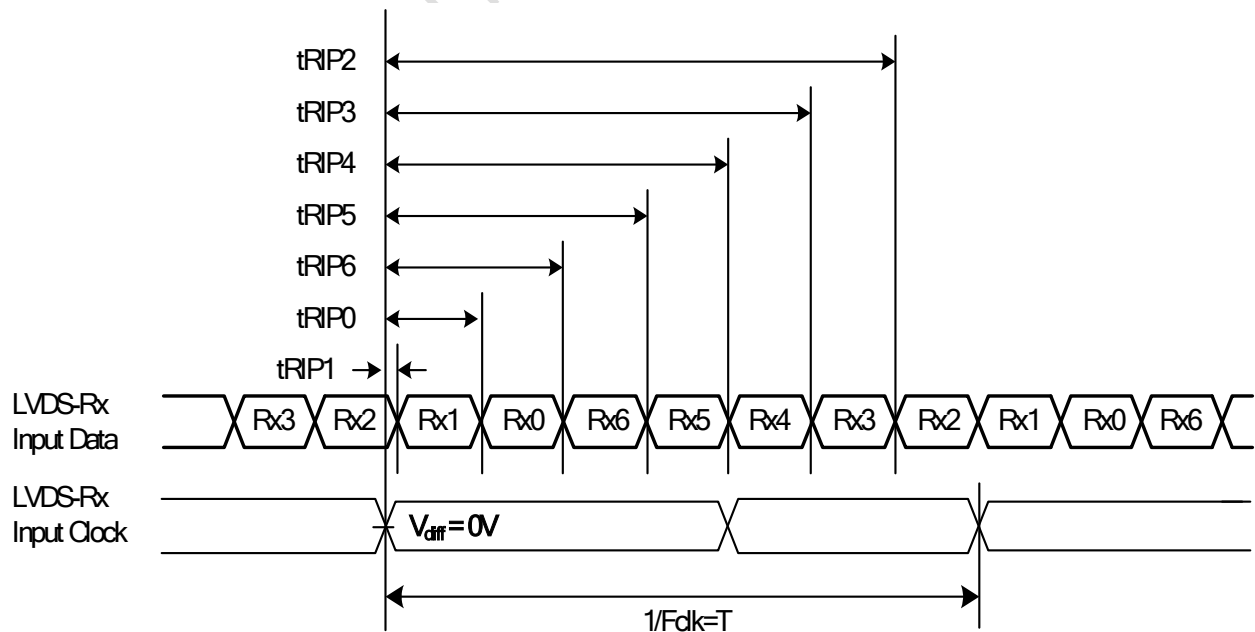 tRIP2
tRIP3
tRIP4
tRIP5
tRIP6
tRIP0
tRIP1
LVDS-Rx
Input Data
Rx3 Rx2 Rx1 Rx0 Rx6 Rx5 Rx4 Rx3 Rx2 Rx1 Rx0 Rx6
LVDS-Rx
Input Clock
Vdiff = 0V
1/Fclk=T